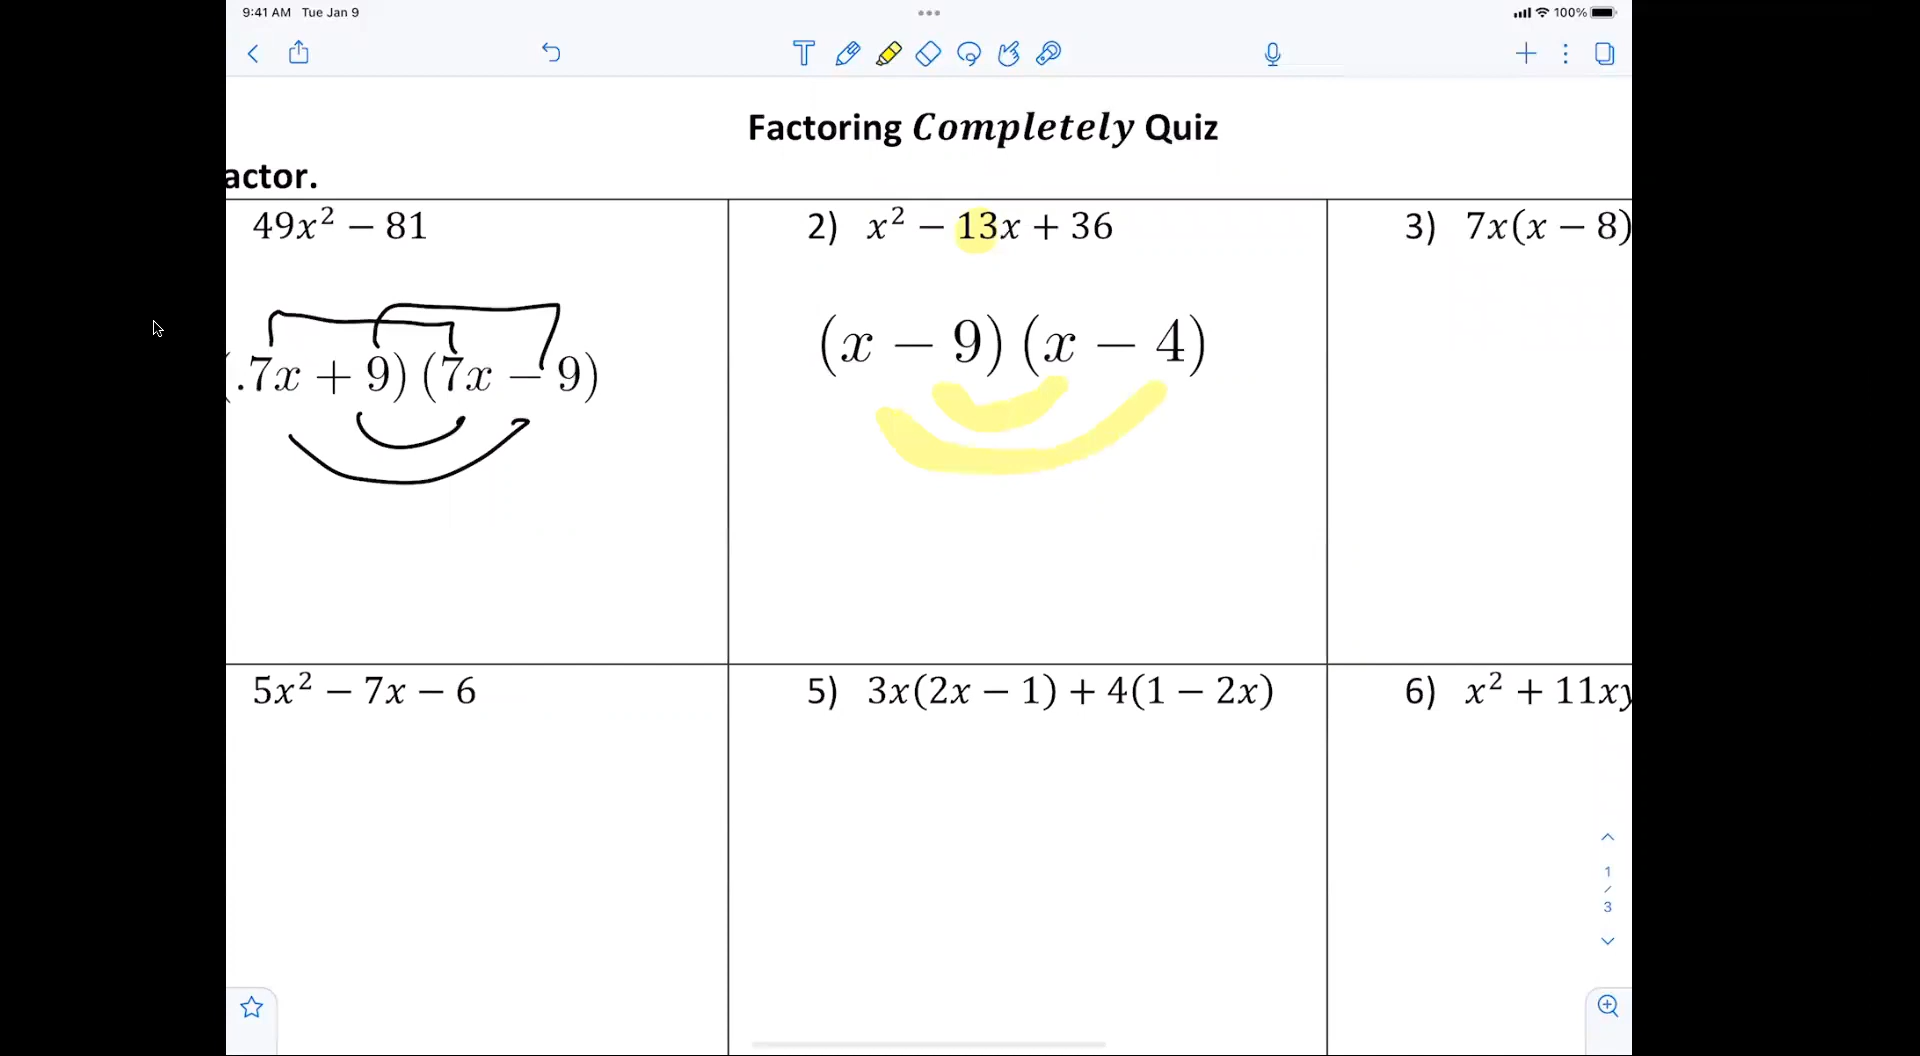 9:41 AM Tue Jan 9
100%
Factoring Completely Quiz
actor.
49x² − 81
2) x² − 13x + 36
3) 7x(x − 8)
(.7x + 9)(7x − 9)
(x − 9)(x − 4)
5x² − 7x − 6
5) 3x(2x − 1) + 4(1 − 2x)
6) x² + 11xy
1
/
3